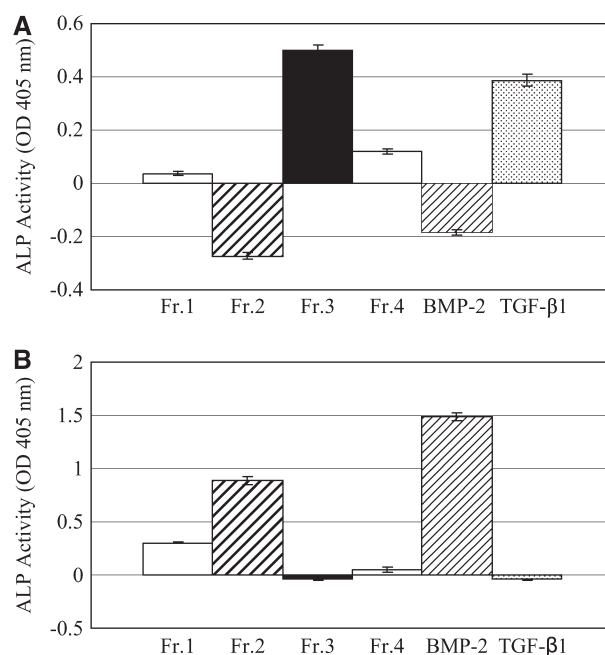 A
ALP Activity (OD 405 nm)
0.6
0.4
0.2
0
-0.2
-0.4
Fr.1 Fr.2 Fr.3 Fr.4 BMP-2 TGF-β1
B
ALP Activity (OD 405 nm)
2
1.5
1
0.5
0
-0.5
Fr.1 Fr.2 Fr.3 Fr.4 BMP-2 TGF-β1